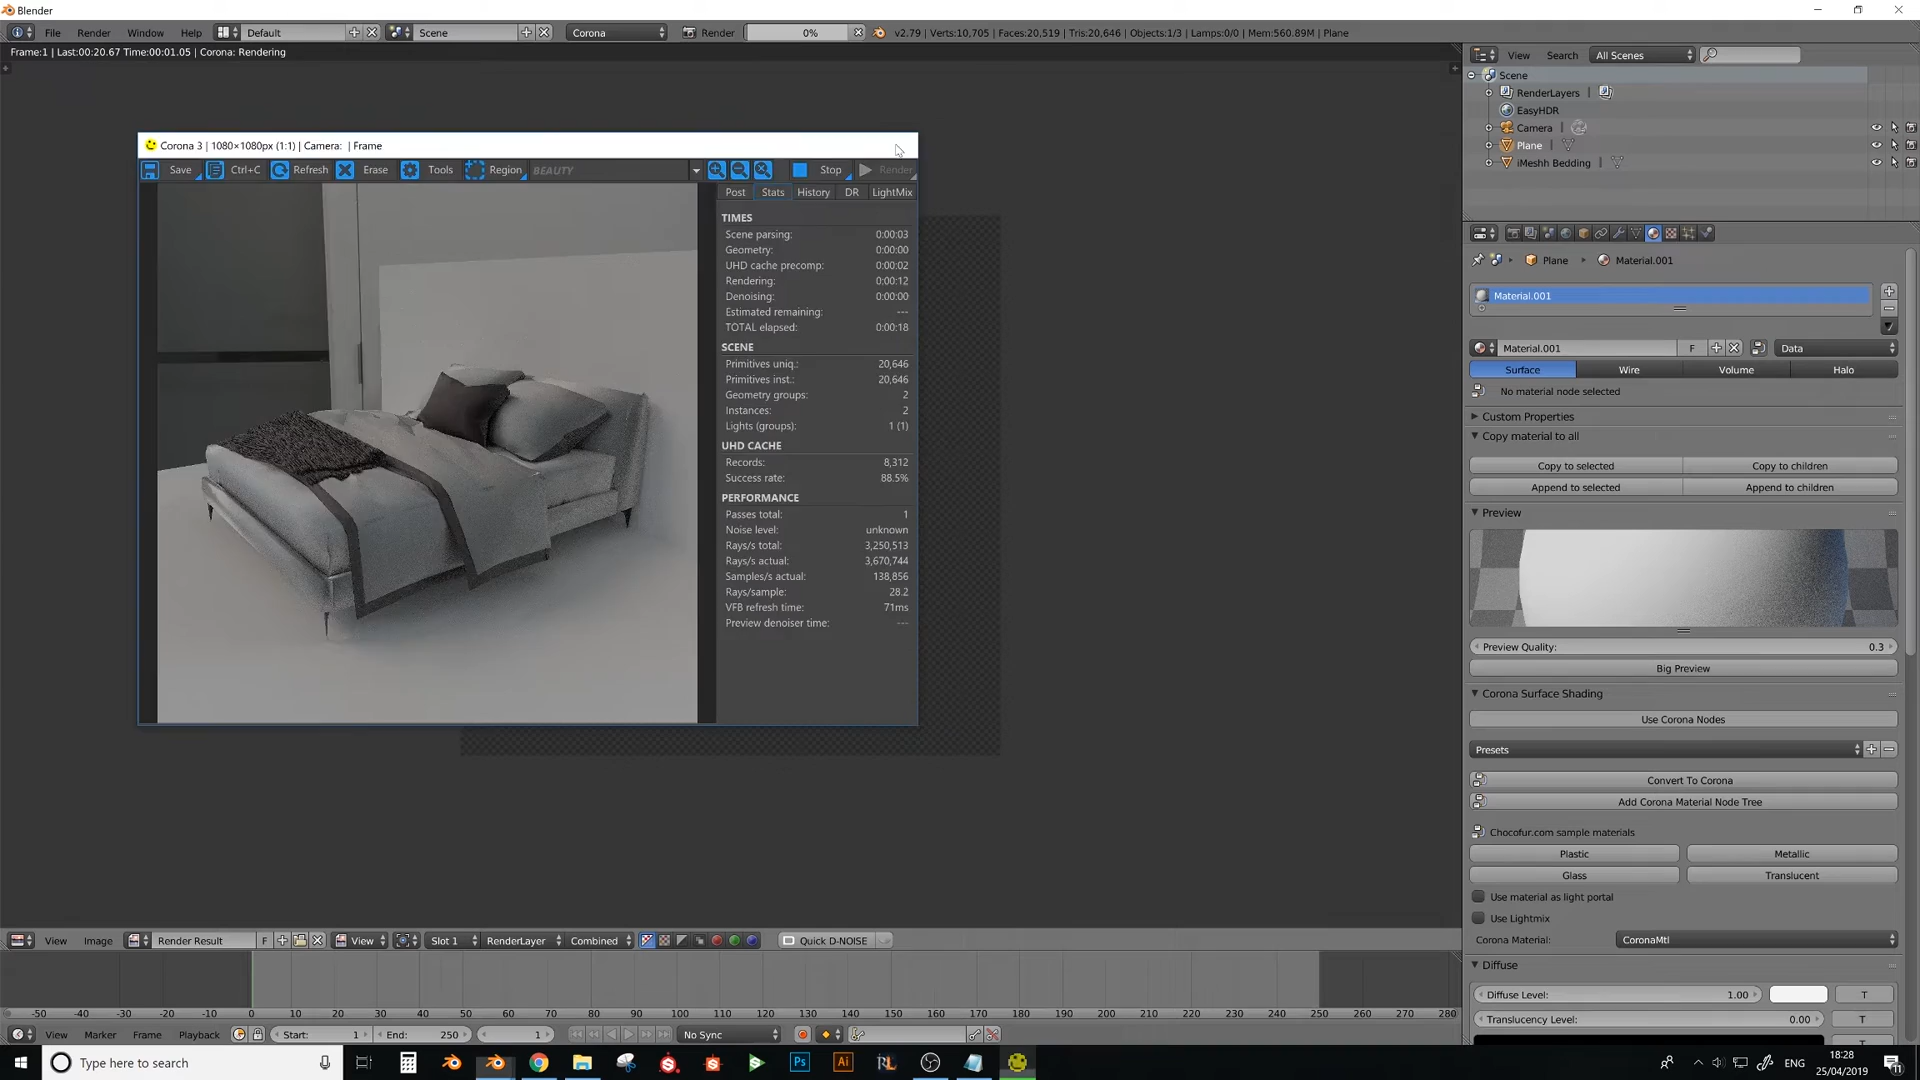 Blender
File Render Window Help Default Scene Corona Render 0% v2.79 | Verts:10,705 | Faces:20,519 | Tris:20,646 | Objects:1/3 | Lamps:0/0 | Mem:560.89M | Plane
Frame:1 | Last:00:20.67 Time:00:01.05 | Corona: Rendering
View Search All Scenes
Scene
RenderLayers |
EasyHDR
Camera |
Plane |
iMeshh Bedding |
Corona 3 | 1080×1080px (1:1) | Camera: | Frame
Save Ctrl+C Refresh Erase Tools Region BEAUTY Stop Render
Post Stats History DR LightMix
TIMES
Scene parsing: 0:00:03
Geometry: 0:00:00
UHD cache precomp: 0:00:02
Rendering: 0:00:12
Denoising: 0:00:00
Estimated remaining: ---
TOTAL elapsed: 0:00:18
SCENE
Primitives uniq.: 20,646
Primitives inst.: 20,646
Geometry groups: 2
Instances: 2
Lights (groups): 1 (1)
UHD CACHE
Records: 8,312
Success rate: 88.5%
PERFORMANCE
Passes total: 1
Noise level: unknown
Rays/s total: 3,250,513
Rays/s actual: 3,670,744
Samples/s actual: 138,856
Rays/sample: 28.2
VFB refresh time: 71ms
Preview denoiser time: ---
Plane Material.001
Material.001
Material.001 F Data
Surface Wire Volume Halo
No material node selected
Custom Properties
Copy material to all
Copy to selected Copy to children
Append to selected Append to children
Preview
Preview Quality: 0.3
Big Preview
Corona Surface Shading
Use Corona Nodes
Presets
Convert To Corona
Add Corona Material Node Tree
Chocofur.com sample materials
Plastic Metallic
Glass Translucent
Use material as light portal
Use Lightmix
Corona Material: CoronaMtl
Diffuse
Diffuse Level: 1.00 T
Translucency Level: 0.00 T
View Image Render Result F View Slot 1 RenderLayer Combined Quick D-NOISE
-50 -40 -30 -20 -10 0 10 20 30 40 50 60 70 80 90 100 110 120 130 140 150 160 170 180 190 200 210 220 230 240 250 260 270 280
View Marker Frame Playback Start: 1 End: 250 1 No Sync
Type here to search Ps Ai ENG 18:28
25/04/2019 11